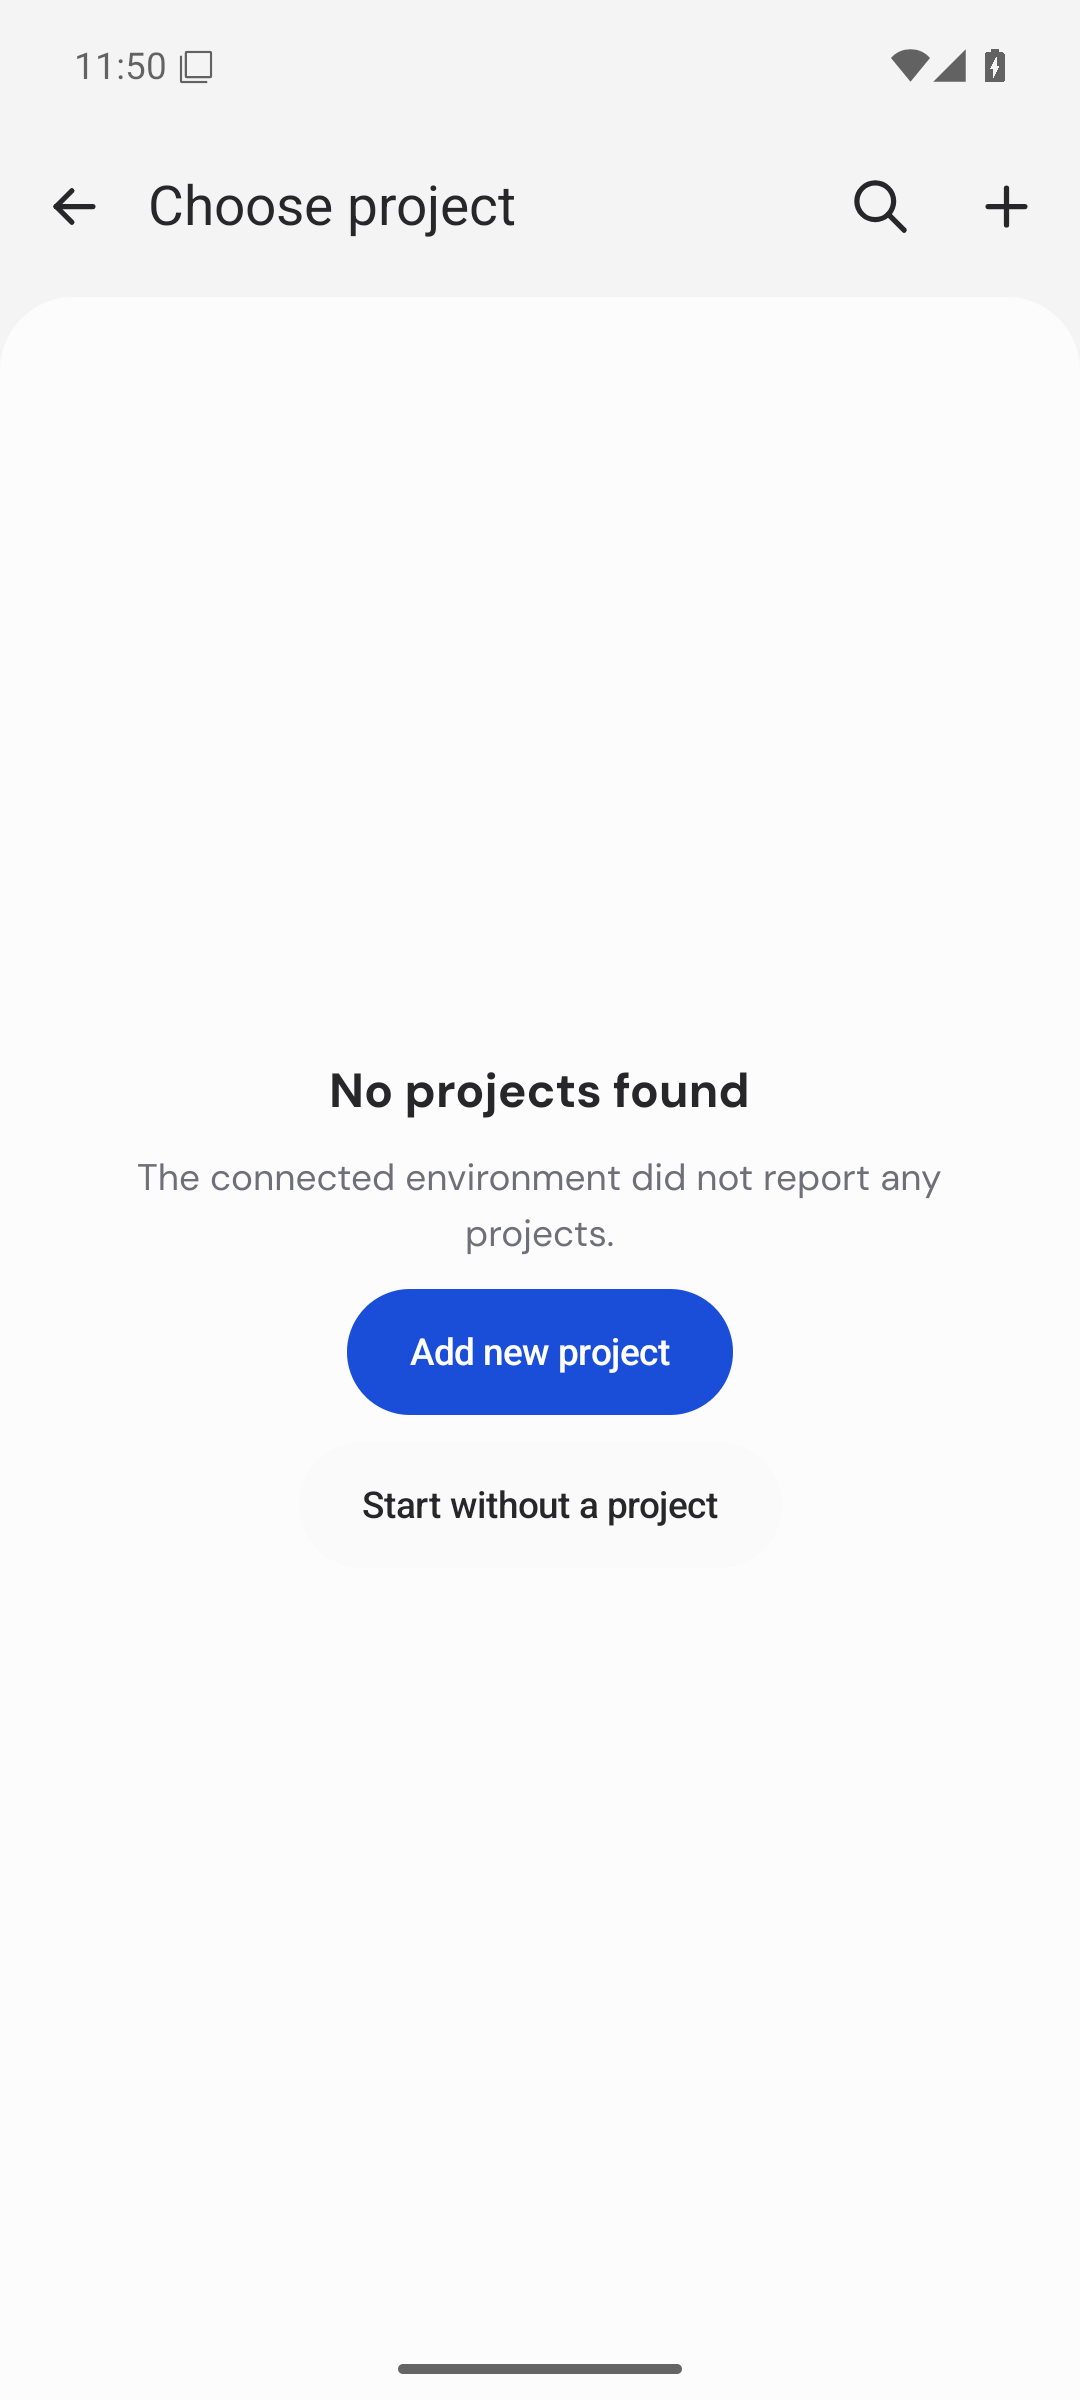 11:50
Choose project
No projects found
The connected environment did not report any
projects.
Add new project
Start without a project